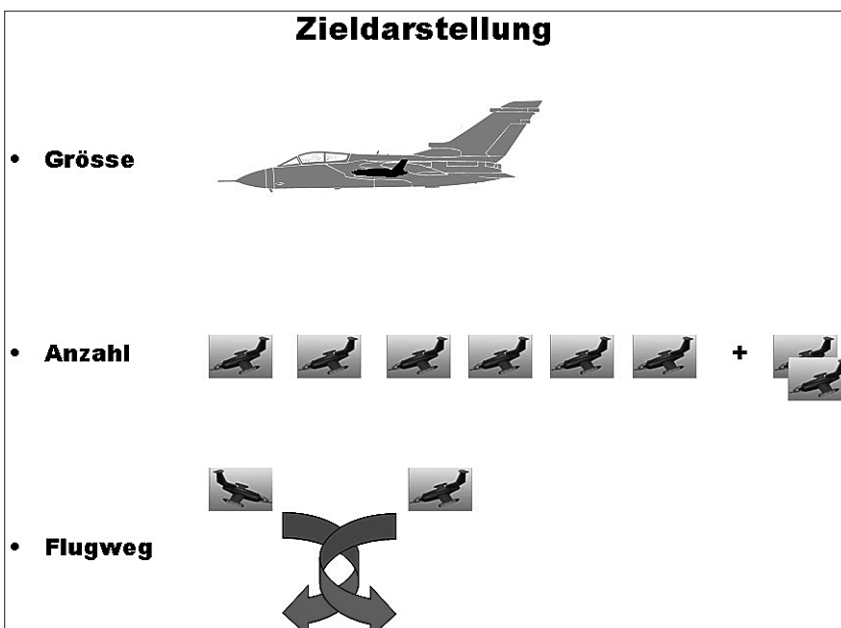 Zieldarstellung
• Grösse
• Anzahl
+
• Flugweg